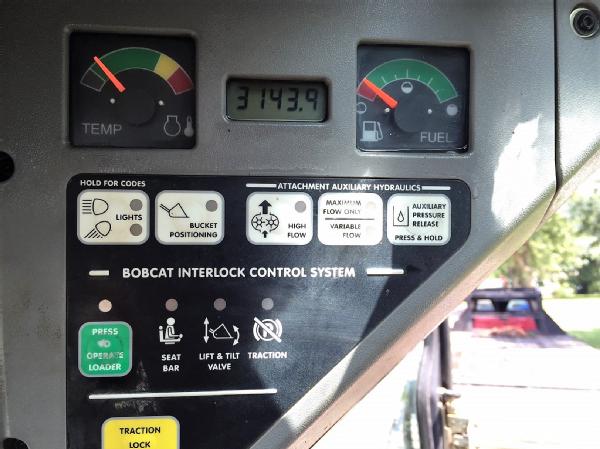 3143.9
TEMP
FUEL
HOLD FOR CODES
ATTACHMENT AUXILIARY HYDRAULICS
LIGHTS
BUCKET
POSITIONING
HIGH
FLOW
MAXIMUM
FLOW ONLY
VARIABLE
FLOW
AUXILIARY
PRESSURE
RELEASE
PRESS & HOLD
BOBCAT INTERLOCK CONTROL SYSTEM
PRESS
TO
OPERATE
LOADER
SEAT
BAR
LIFT & TILT
VALVE
TRACTION
TRACTION
LOCK